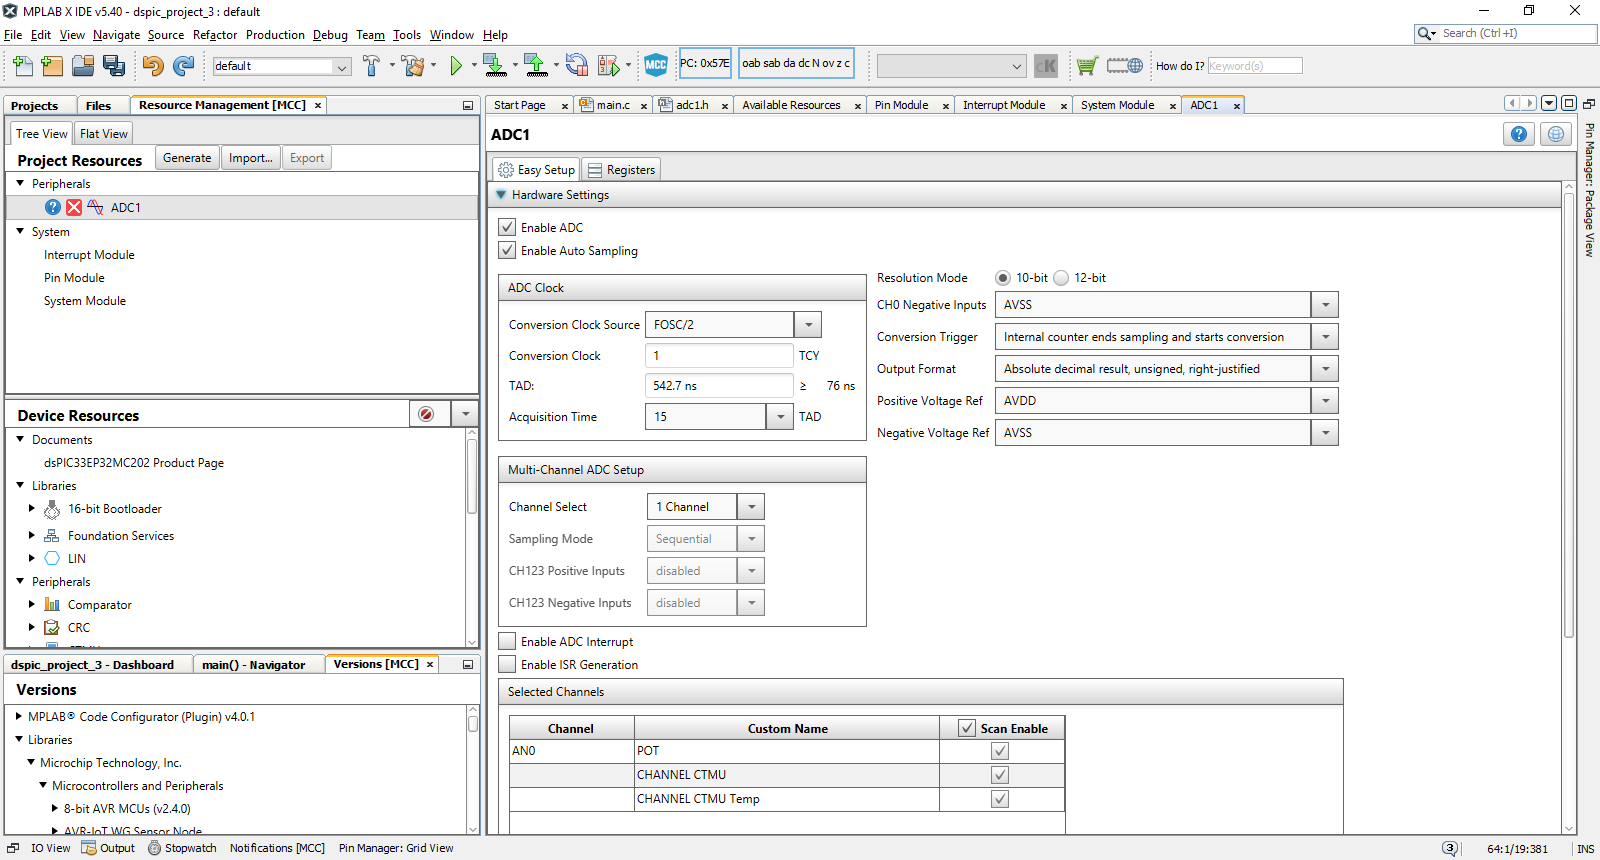 MPLAB X IDE v5.40 - dspic_project_3 : default
File Edit View Navigate Source Refactor Production Debug Team Tools Window Help
Search (Ctrl+I)
default
MCC
PC: 0x57E
oab sab da dc N ov z c
cK
How do I?
Keyword(s)
Projects
Files
Resource Management [MCC] ×
Tree View
Flat View
Project Resources
Generate
Import...
Export
Peripherals
ADC1
System
Interrupt Module
Pin Module
System Module
Device Resources
Documents
dsPIC33EP32MC202 Product Page
Libraries
16-bit Bootloader
Foundation Services
LIN
Peripherals
Comparator
CRC
dspic_project_3 - Dashboard
main() - Navigator
Versions [MCC] ×
Versions
MPLAB® Code Configurator (Plugin) v4.0.1
Libraries
Microchip Technology, Inc.
Microcontrollers and Peripherals
8-bit AVR MCUs (v2.4.0)
AVR-IoT WG Sensor Node
Start Page ×
main.c ×
adc1.h ×
Available Resources ×
Pin Module ×
Interrupt Module ×
System Module ×
ADC1 ×
ADC1
Easy Setup
Registers
Hardware Settings
Enable ADC
Enable Auto Sampling
ADC Clock
Conversion Clock Source FOSC/2
Conversion Clock 1 TCY
TAD: 542.7 ns ≥ 76 ns
Acquisition Time 15 TAD
Resolution Mode 10-bit 12-bit
CH0 Negative Inputs AVSS
Conversion Trigger Internal counter ends sampling and starts conversion
Output Format Absolute decimal result, unsigned, right-justified
Positive Voltage Ref AVDD
Negative Voltage Ref AVSS
Multi-Channel ADC Setup
Channel Select 1 Channel
Sampling Mode Sequential
CH123 Positive Inputs disabled
CH123 Negative Inputs disabled
Enable ADC Interrupt
Enable ISR Generation
Selected Channels
Channel Custom Name Scan Enable
AN0 POT
CHANNEL CTMU
CHANNEL CTMU Temp
Pin Manager: Package View
IO View
Output
Stopwatch
Notifications [MCC]
Pin Manager: Grid View
3
64:1/19:381
INS